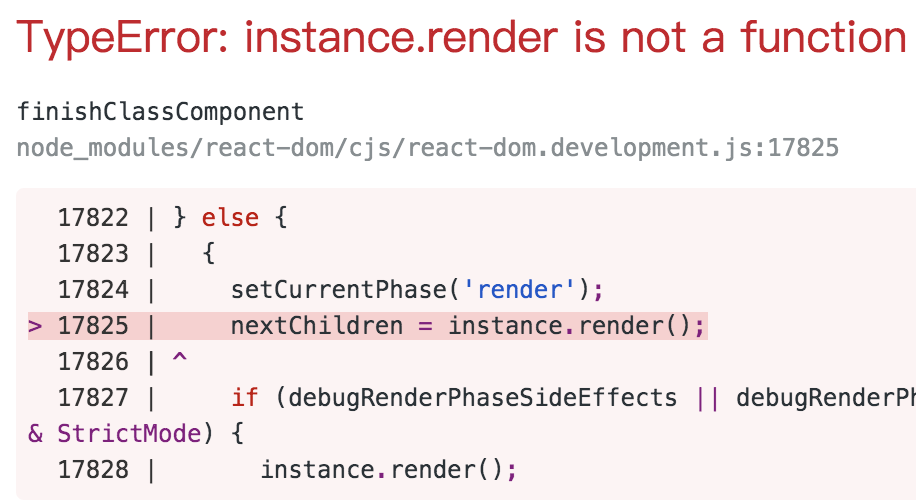 TypeError: instance.render is not a function
finishClassComponent
node_modules/react-dom/cjs/react-dom.development.js:17825
  17822 | } else {
  17823 |   {
  17824 |     setCurrentPhase('render');
> 17825 |     nextChildren = instance.render();
  17826 | ^
  17827 |     if (debugRenderPhaseSideEffects || debugRenderPh
& StrictMode) {
  17828 |       instance.render();